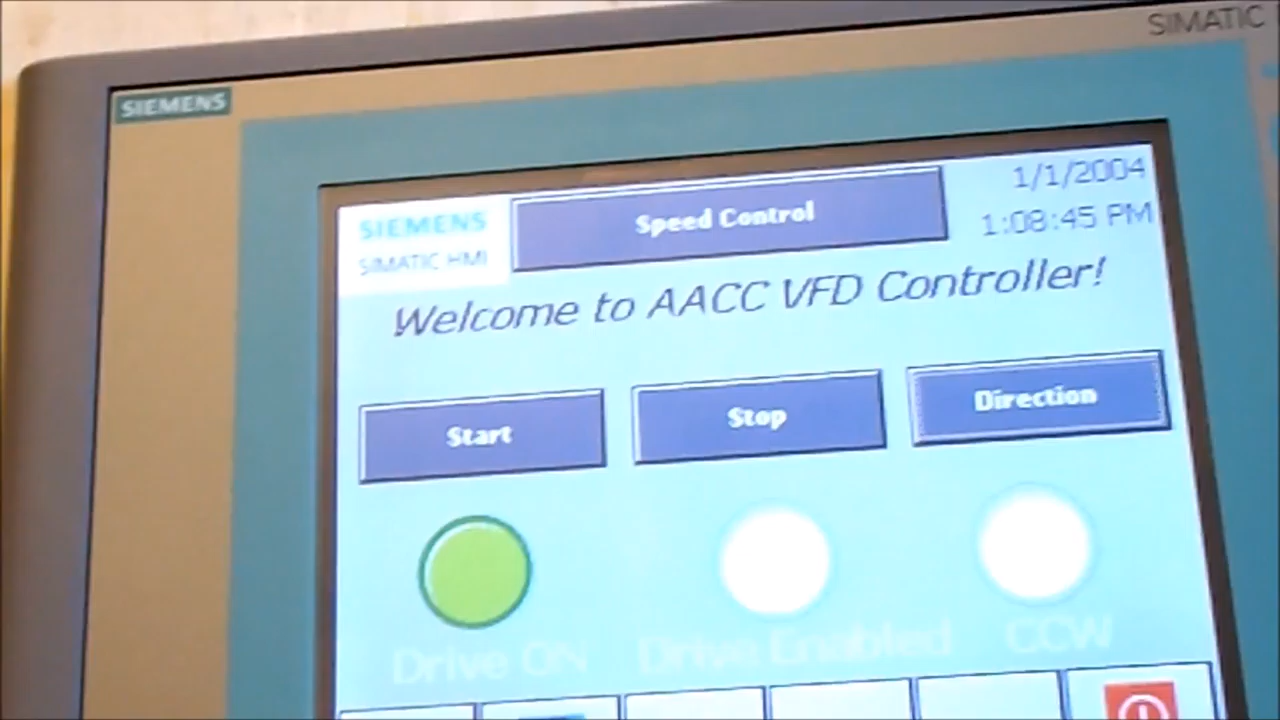 SIMATIC
SIEMENS
SIEMENS
SIMATIC HMI
Speed Control
1/1/2004
1:08:45 PM
Welcome to AACC VFD Controller!
Start
Stop
Direction
Drive ON
Drive Enabled
CCW